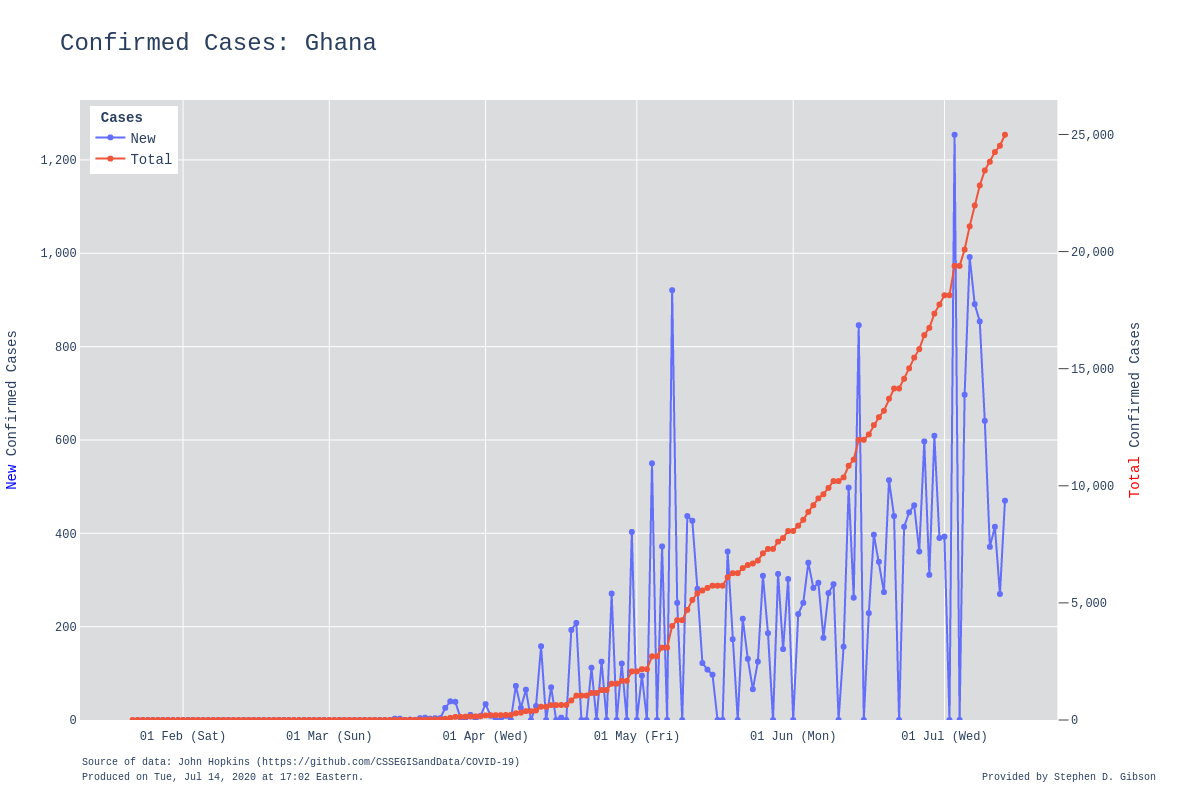 Confirmed Cases: Ghana
Cases
New
Total
1,200
1,000
800
600
400
200
0
25,000
20,000
15,000
10,000
5,000
0
New Confirmed Cases
Total Confirmed Cases
01 Feb (Sat)
01 Mar (Sun)
01 Apr (Wed)
01 May (Fri)
01 Jun (Mon)
01 Jul (Wed)
Source of data: John Hopkins (https://github.com/CSSEGISandData/COVID-19)
Produced on Tue, Jul 14, 2020 at 17:02 Eastern.
Provided by Stephen D. Gibson